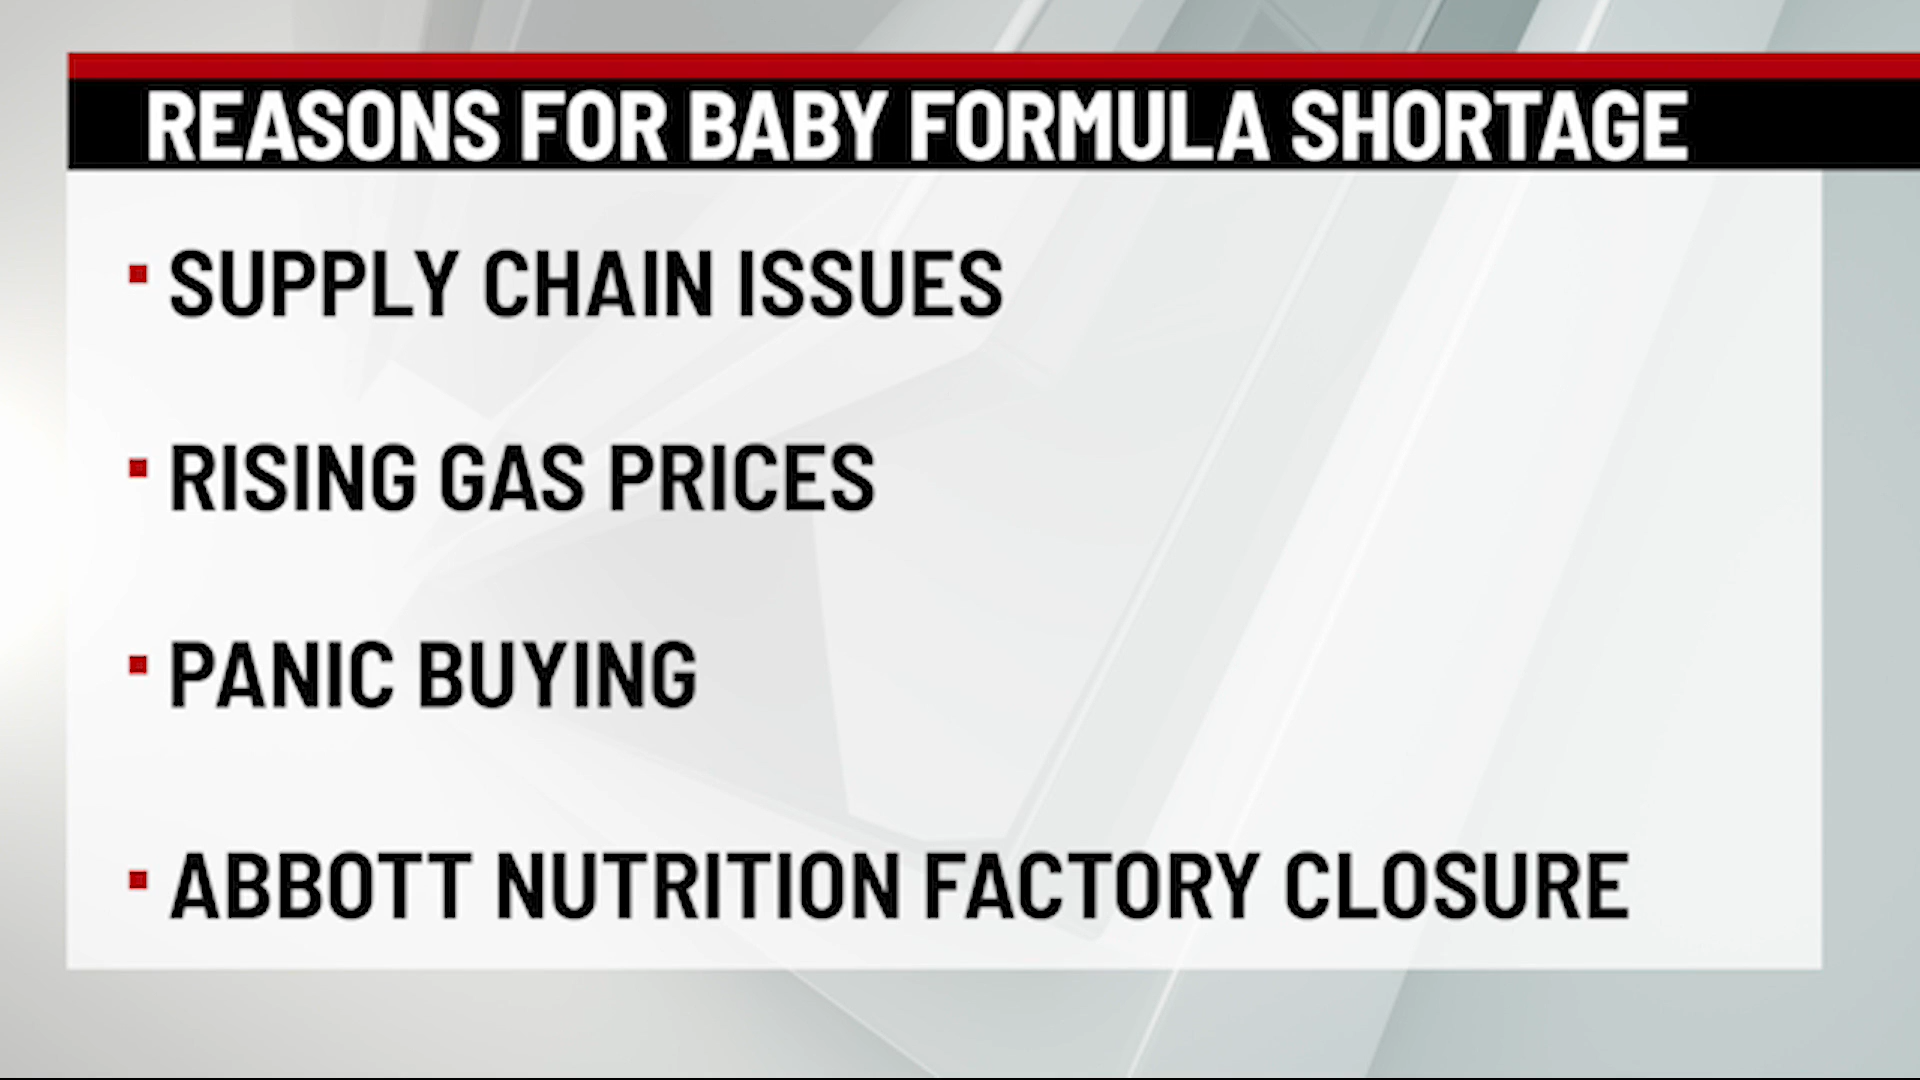 REASONS FOR BABY FORMULA SHORTAGE
SUPPLY CHAIN ISSUES
RISING GAS PRICES
PANIC BUYING
ABBOTT NUTRITION FACTORY CLOSURE